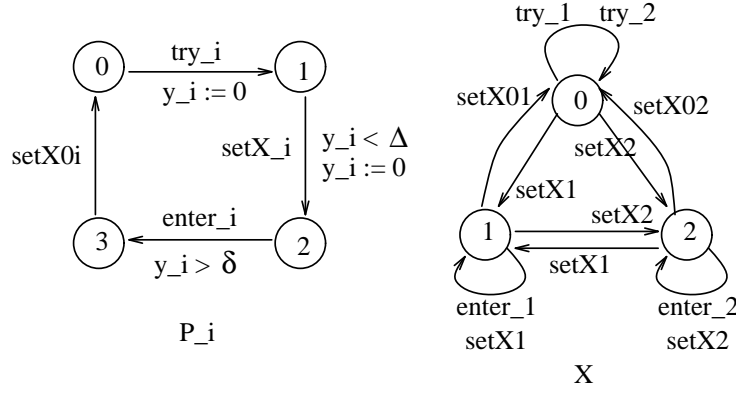 0
try_i
y_i := 0
1
setX0i
setX_i
y_i < Δ
y_i := 0
3
enter_i
y_i > δ
2
P_i
try_1
try_2
0
setX01
setX02
setX2
setX1
1
setX2
setX1
2
enter_1
setX1
enter_2
setX2
X